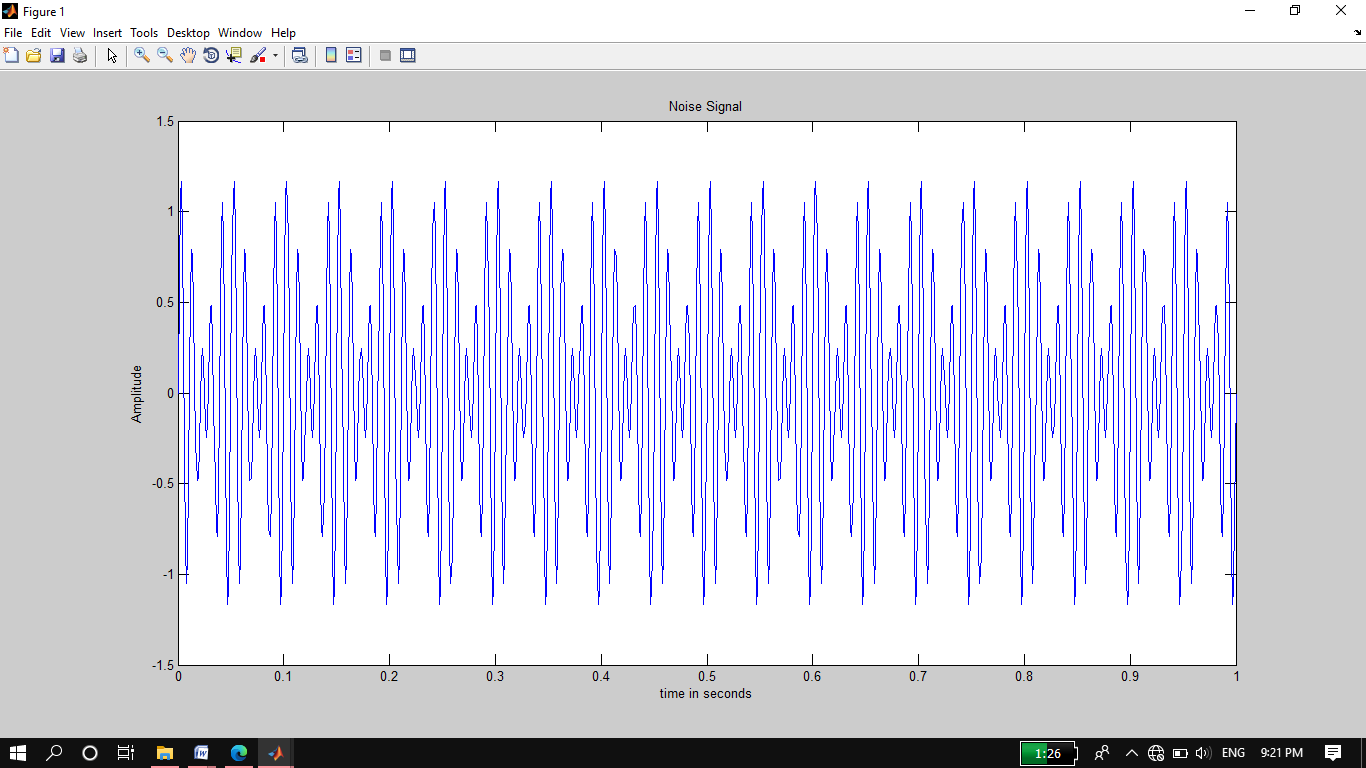 Figure 1
File Edit View Insert Tools Desktop Window Help
Noise Signal
1.5
1
0.5
0
-0.5
-1
-1.5
Amplitude
0 0.1 0.2 0.3 0.4 0.5 0.6 0.7 0.8 0.9 1
time in seconds
1:26 ENG 9:21 PM